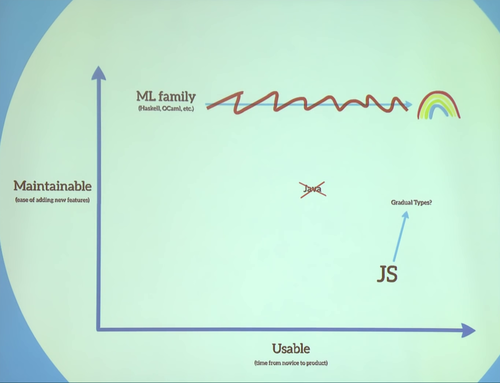 ML family
(Haskell, OCaml, etc.)
Java
Maintainable
(ease of adding new features)
Gradual Types?
JS
Usable
(time from novice to product)